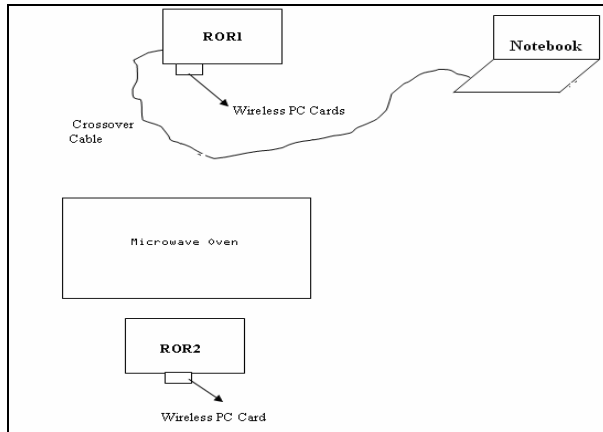 ROR1
Notebook
Wireless PC Cards
Crossover
Cable
Microwave Oven
ROR2
Wireless PC Card